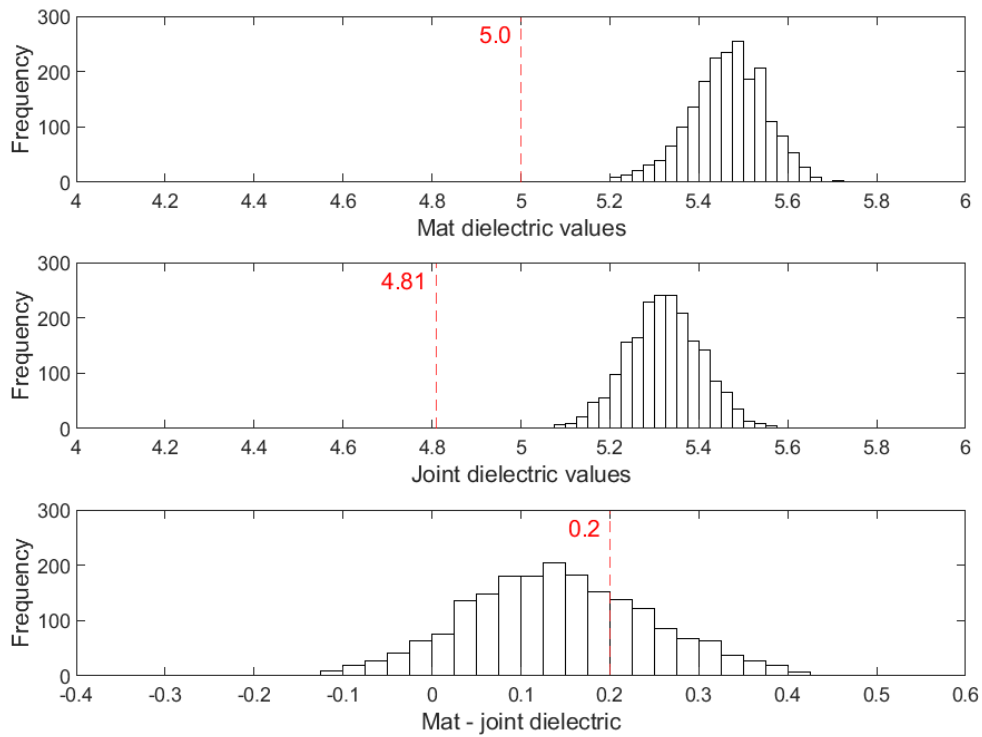 300
5.0
200
Frequency
100
0
4 4.2 4.4 4.6 4.8 5 5.2 5.4 5.6 5.8 6
Mat dielectric values
300
4.81
200
Frequency
100
0
4 4.2 4.4 4.6 4.8 5 5.2 5.4 5.6 5.8 6
Joint dielectric values
300
0.2
200
Frequency
100
0
-0.4 -0.3 -0.2 -0.1 0 0.1 0.2 0.3 0.4 0.5 0.6
Mat - joint dielectric